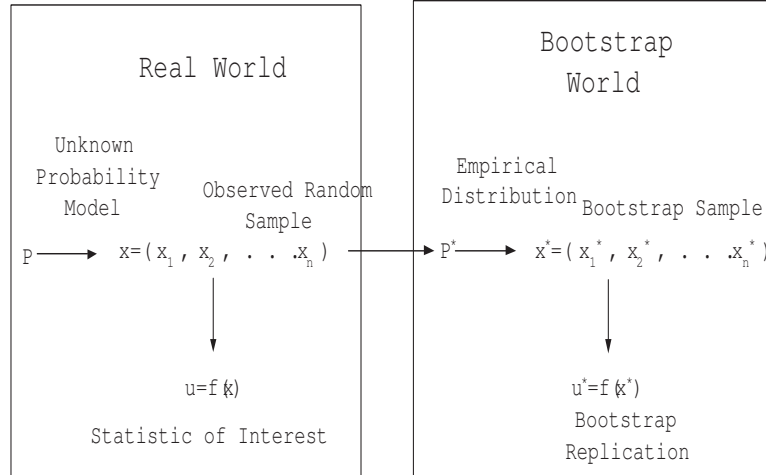 Real World
Unknown
Probability
Model
Observed Random
Sample
P
x=( x₁ , x₂ , . . .xₙ )
u=f(x)
Statistic of Interest
Bootstrap
World
Empirical
Distribution
Bootstrap Sample
P*
x*=( x₁* , x₂* , . . .xₙ* )
u*=f(x*)
Bootstrap
Replication